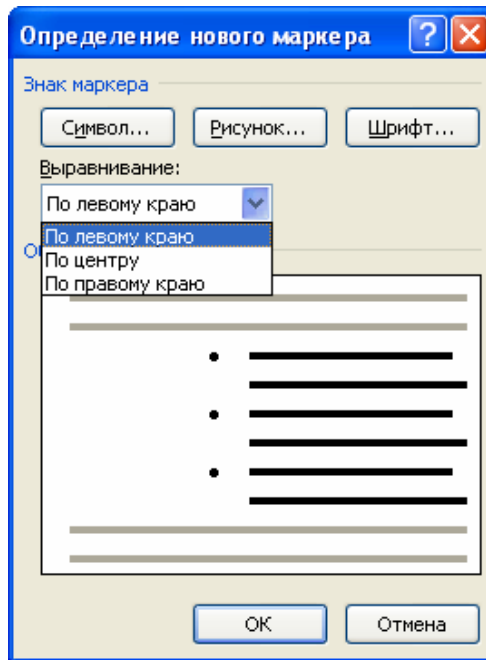 Определение нового маркера
Знак маркера
Символ... Рисунок... Шрифт...
Выравнивание:
По левому краю
По левому краю
По центру
По правому краю
ОК Отмена